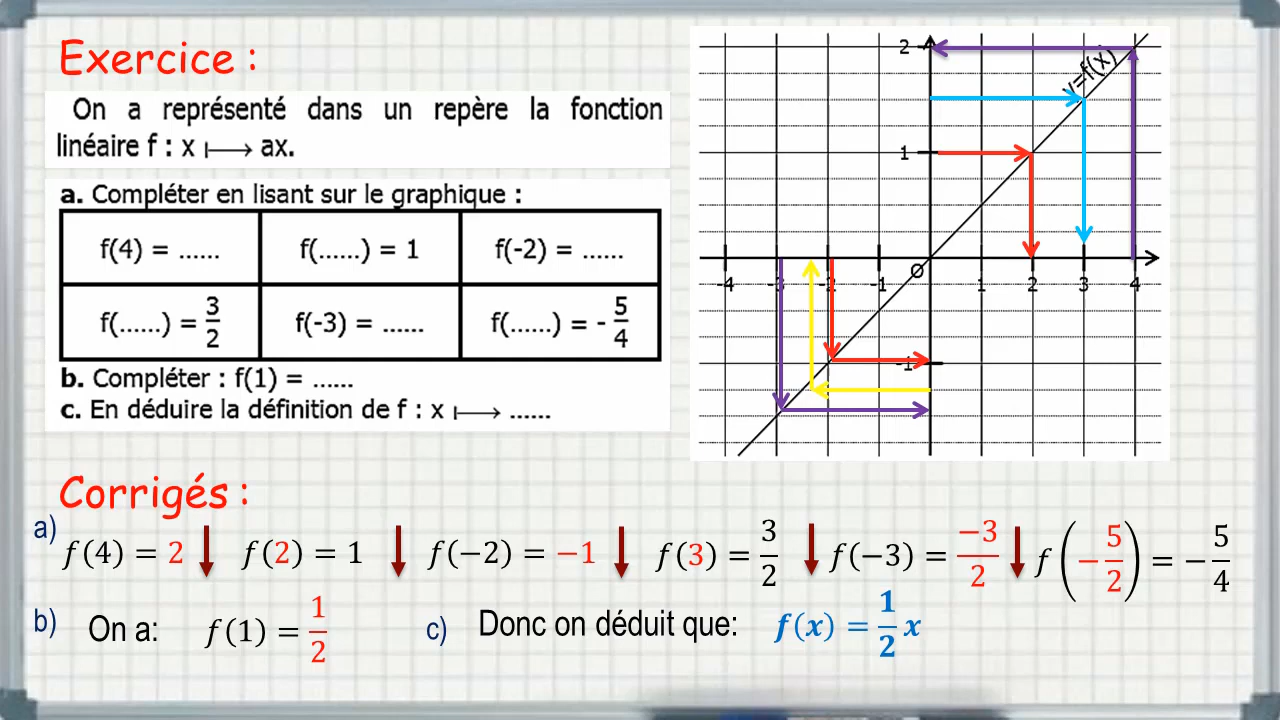 Exercice :
On a représenté dans un repère la fonction
linéaire f : x ⟼ ax.
a. Compléter en lisant sur le graphique :
f(4) = ...... f(......) = 1 f(-2) = ......
f(......) = 3/2 f(-3) = ...... f(......) = - 5/4
b. Compléter : f(1) = ......
c. En déduire la définition de f : x ⟼ ......
2
y=f(x)
1
O
-4 -3 -2 -1 1 2 3 4
-1
Corrigés :
a) f(4) = 2 ↓ f(2) = 1 ↓ f(−2) = −1 ↓ f(3) = 3/2 ↓ f(−3) = −3/2 ↓ f(−5/2) = −5/4
b) On a: f(1) = 1/2 c) Donc on déduit que: f(x) = 1/2 x